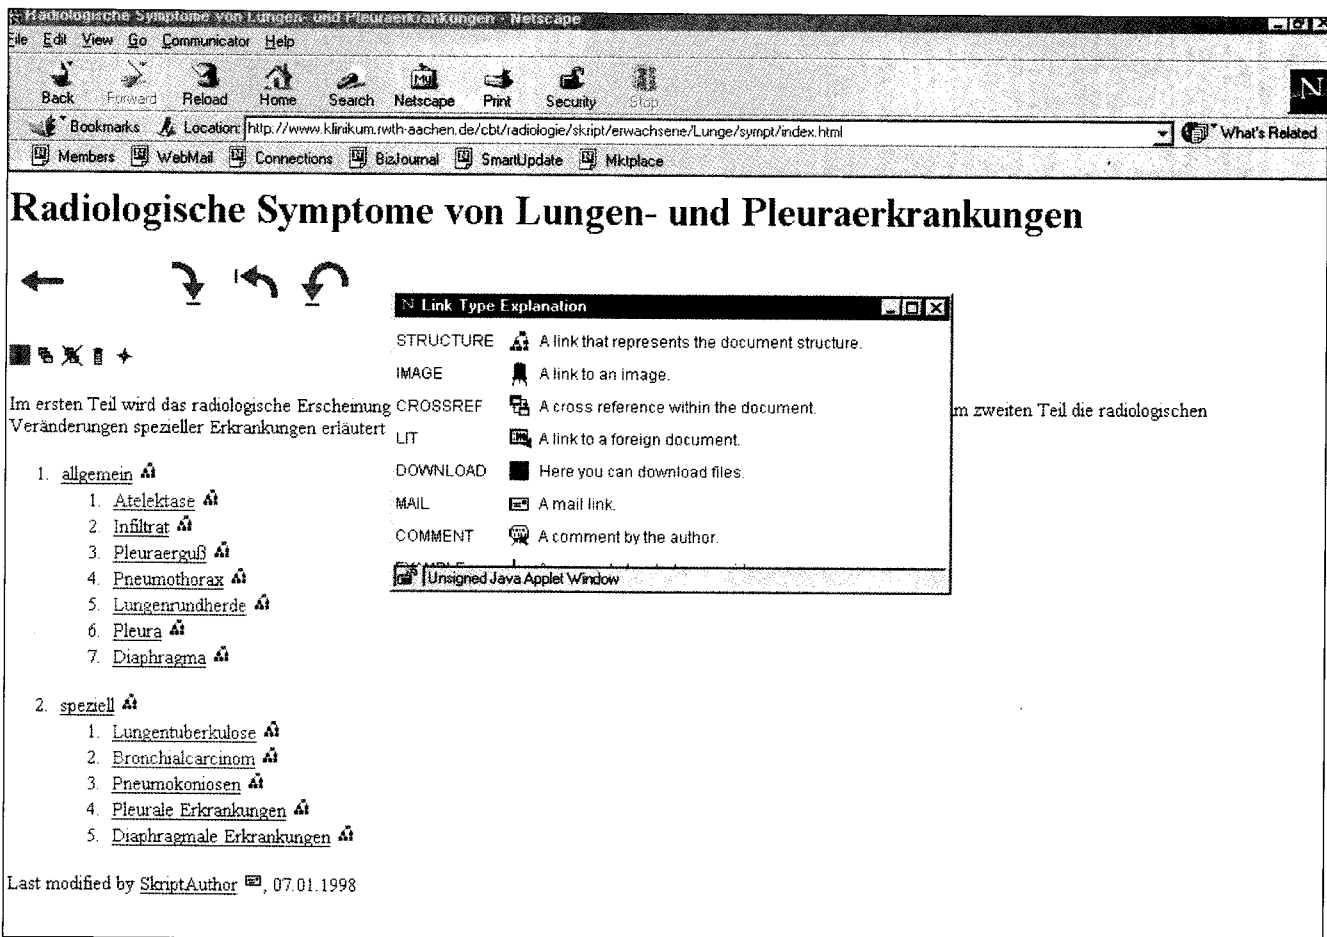 Radiologische Symptome von Lungen- und Pleuraerkrankungen - Netscape
File Edit View Go Communicator Help
Back Forward Reload Home Search Netscape Print Security Stop
Bookmarks Location: http://www.klinikum.rwth-aachen.de/cbt/radiologie/skript/erwachsene/Lunge/sympt/index.html What's Related
Members WebMail Connections BizJournal SmartUpdate Mktplace
Radiologische Symptome von Lungen- und Pleuraerkrankungen
N Link Type Explanation
STRUCTURE A link that represents the document structure.
IMAGE A link to an image.
CROSSREF A cross reference within the document.
LIT A link to a foreign document.
DOWNLOAD Here you can download files.
MAIL A mail link.
COMMENT A comment by the author.
Unsigned Java Applet Window
Im ersten Teil wird das radiologische Erscheinung m zweiten Teil die radiologischen
Veränderungen spezieller Erkrankungen erläutert
1. allgemein
1. Atelektase
2. Infiltrat
3. Pleuraerguß
4. Pneumothorax
5. Lungenrundherde
6. Pleura
7. Diaphragma
2. speziell
1. Lungentuberkulose
2. Bronchialcarcinom
3. Pneumokoniosen
4. Pleurale Erkrankungen
5. Diaphragmale Erkrankungen
Last modified by SkriptAuthor , 07.01.1998